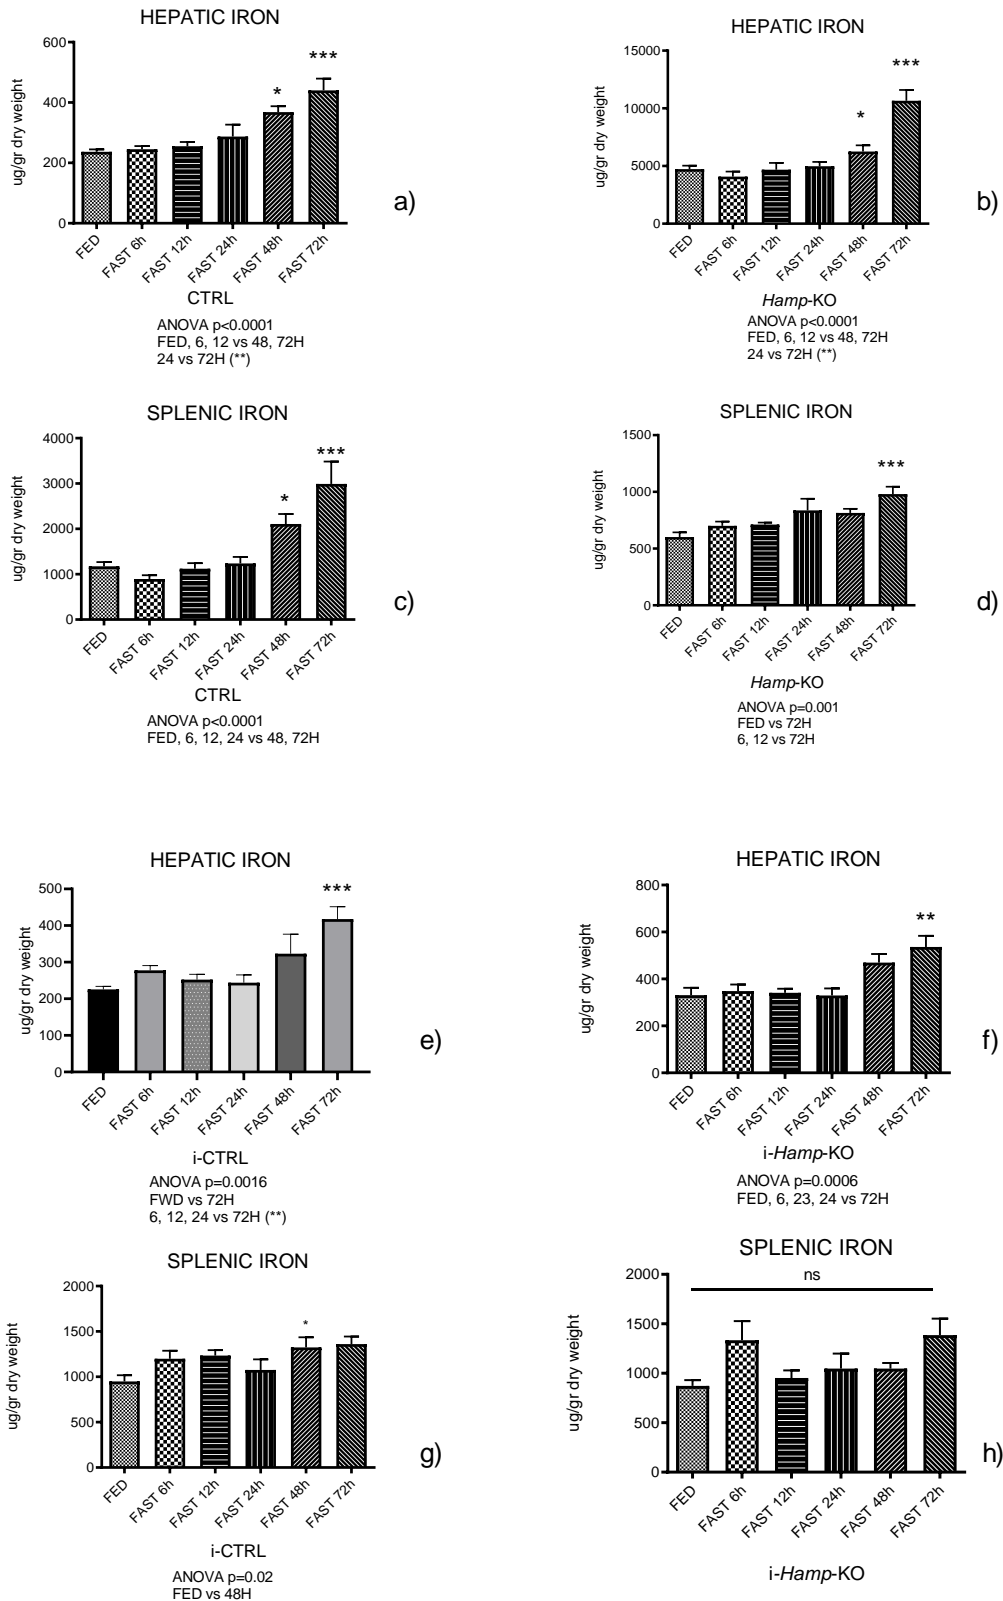 HEPATIC IRON
ug/gr dry weight
600
400
200
0
***
*
FED
FAST 6h
FAST 12h
FAST 24h
FAST 48h
FAST 72h
a)
CTRL
ANOVA p<0.0001
FED, 6, 12 vs 48, 72H
24 vs 72H (**)
HEPATIC IRON
ug/gr dry weight
15000
10000
5000
0
***
*
FED
FAST 6h
FAST 12h
FAST 24h
FAST 48h
FAST 72h
b)
Hamp-KO
ANOVA p<0.0001
FED, 6, 12 vs 48, 72H
24 vs 72H (**)
SPLENIC IRON
ug/gr dry weight
4000
3000
2000
1000
0
***
*
FED
FAST 6h
FAST 12h
FAST 24h
FAST 48h
FAST 72h
c)
CTRL
ANOVA p<0.0001
FED, 6, 12, 24 vs 48, 72H
SPLENIC IRON
ug/gr dry weight
1500
1000
500
0
***
FED
FAST 6h
FAST 12h
FAST 24h
FAST 48h
FAST 72h
d)
Hamp-KO
ANOVA p=0.001
FED vs 72H
6, 12 vs 72H
HEPATIC IRON
ug/gr dry weight
500
400
300
200
100
0
***
FED
FAST 6h
FAST 12h
FAST 24h
FAST 48h
FAST 72h
e)
i-CTRL
ANOVA p=0.0016
FWD vs 72H
6, 12, 24 vs 72H (**)
HEPATIC IRON
ug/gr dry weight
800
600
400
200
0
**
FED
FAST 6h
FAST 12h
FAST 24h
FAST 48h
FAST 72h
f)
i-Hamp-KO
ANOVA p=0.0006
FED, 6, 23, 24 vs 72H
SPLENIC IRON
ug/gr dry weight
2000
1500
1000
500
0
*
FED
FAST 6h
FAST 12h
FAST 24h
FAST 48h
FAST 72h
g)
i-CTRL
ANOVA p=0.02
FED vs 48H
SPLENIC IRON
ns
ug/gr dry weight
2000
1500
1000
500
0
FED
FAST 6h
FAST 12h
FAST 24h
FAST 48h
FAST 72h
h)
i-Hamp-KO